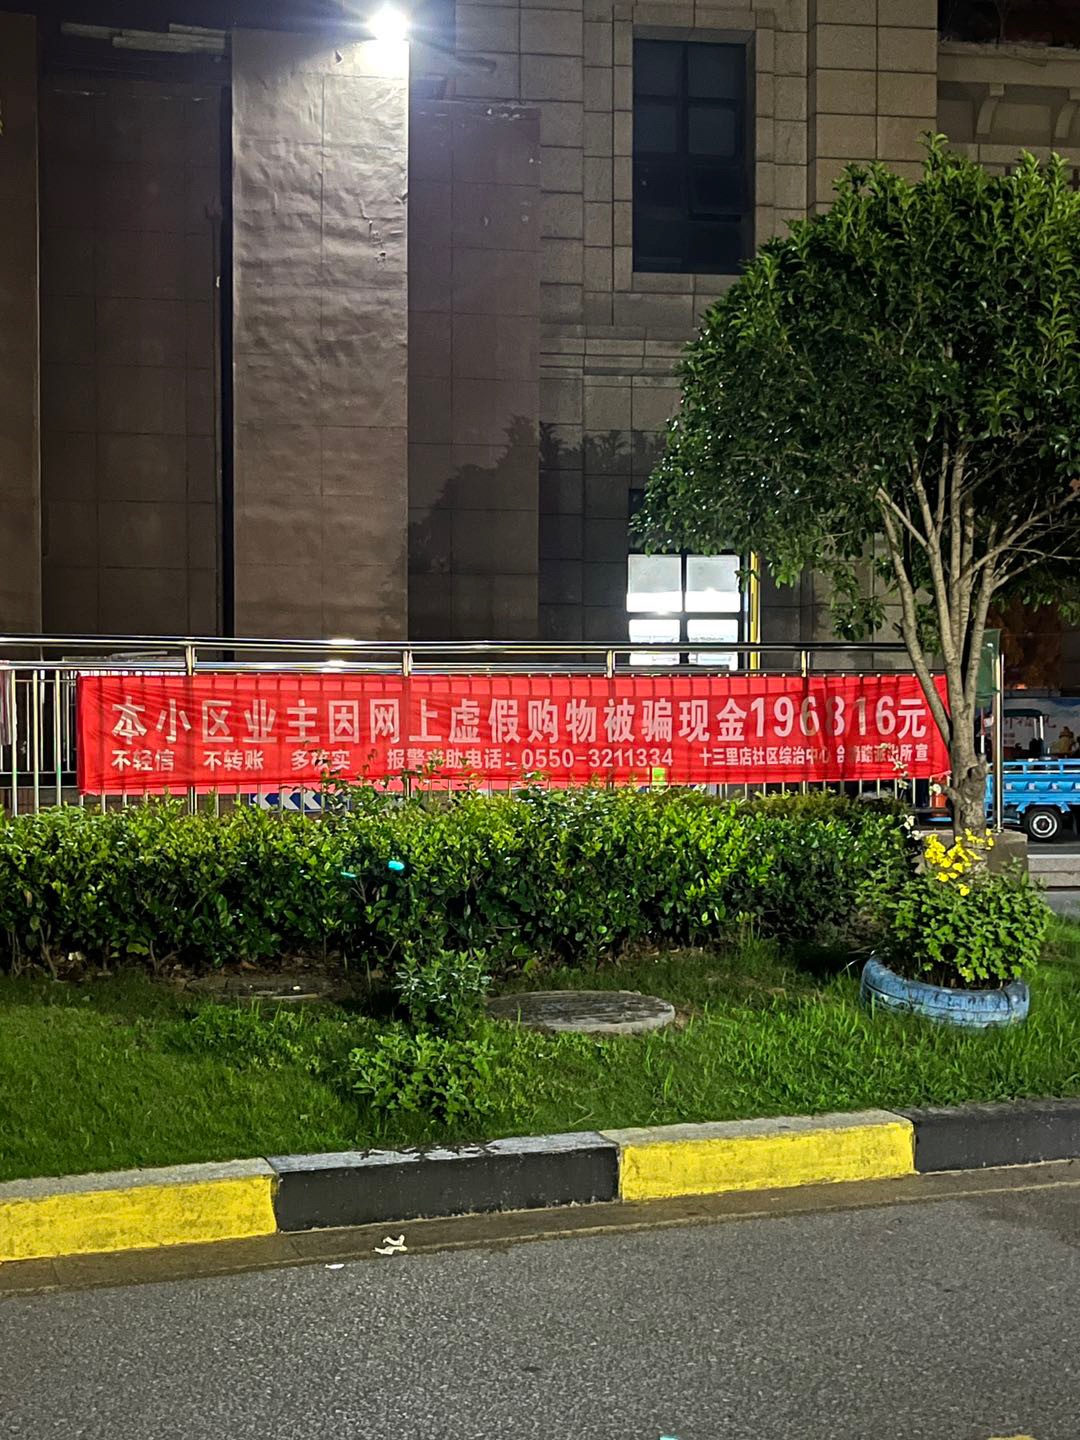 本小区业主因网上虚假购物被骗现金196816元
不轻信 不转账 多核实 报警求助电话:0550-3211334 十三里店社区综治中心 派出所 宣